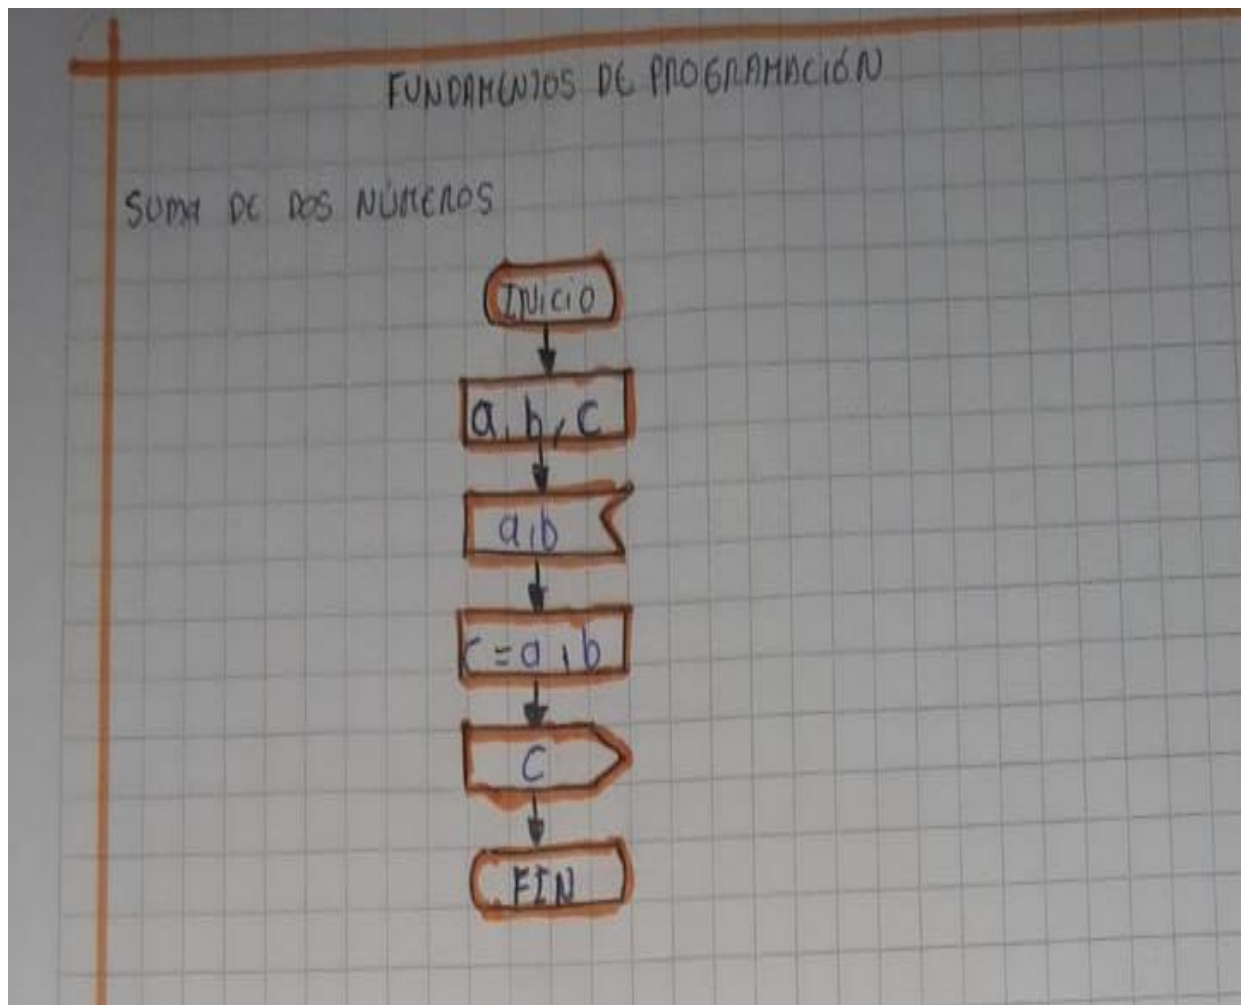 FUNDAMENTOS DE PROGRAMACIÓN
SUMA DE DOS NÚMEROS
INICIO
a, b, c
a, b
c = a , b
C
FIN